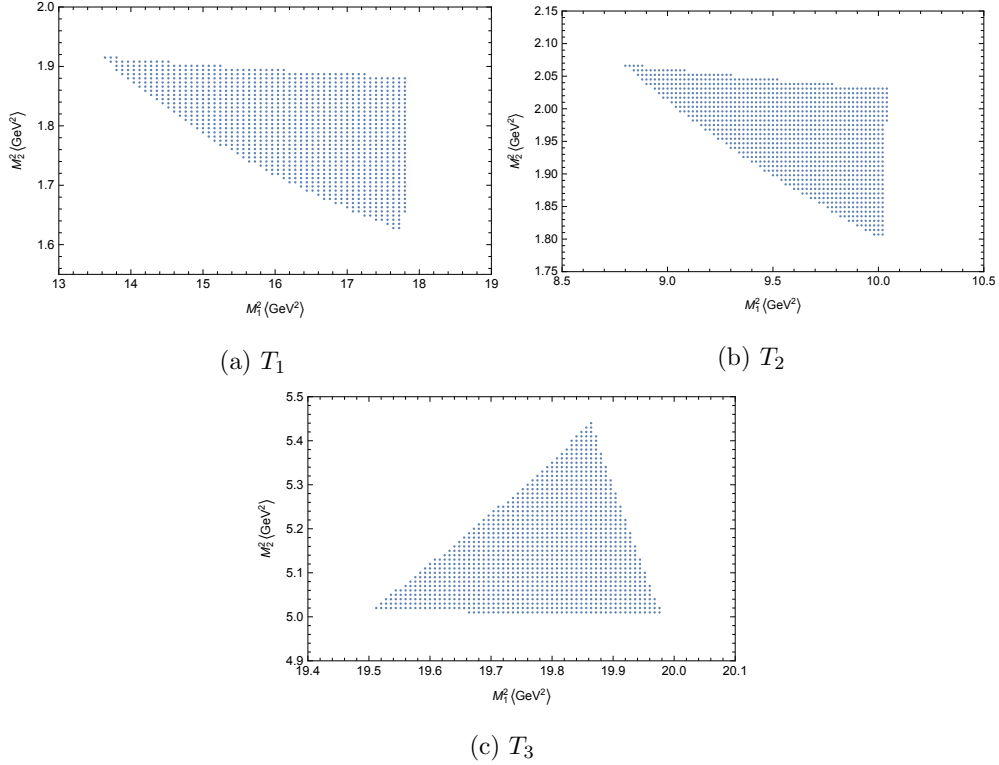 2.0
1.9
1.8
1.7
1.6
M₂²(GeV²)
13 14 15 16 17 18 19
M₁²(GeV²)
(a) T₁
2.15
2.10
2.05
2.00
1.95
1.90
1.85
1.80
1.75
M₂²(GeV²)
8.5 9.0 9.5 10.0 10.5
M₁²(GeV²)
(b) T₂
5.5
5.4
5.3
5.2
5.1
5.0
4.9
M₂²(GeV²)
19.4 19.5 19.6 19.7 19.8 19.9 20.0 20.1
M₁²(GeV²)
(c) T₃